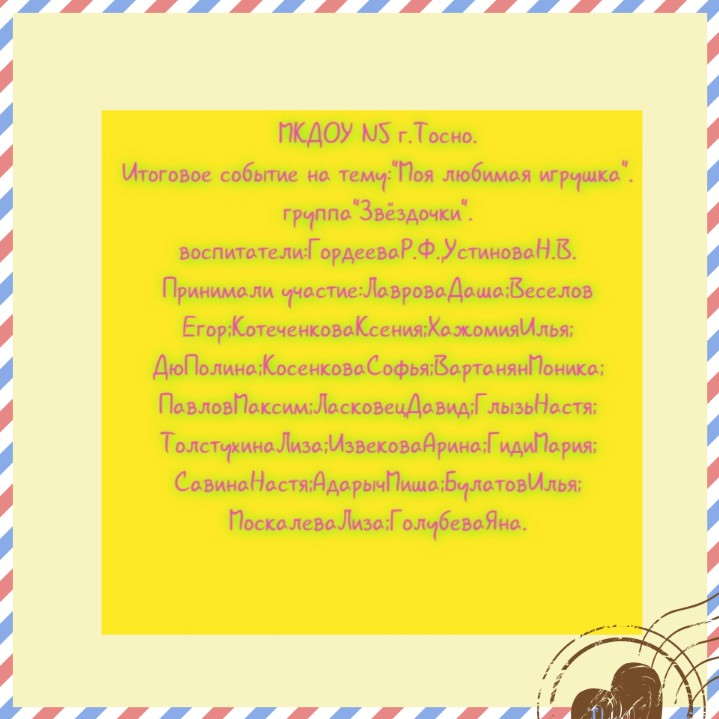 МКДОУ N5 г.Тосно.
Итоговое событие на тему:"Моя любимая игрушка".
группа"Звёздочки".
воспитатели:ГордееваР.Ф.,УстиноваН.В.
Принимали участие:ЛавроваДаша;Веселов
Егор;КотеченковаКсения;ХажомияИлья;
ДюПолина;КосенковаСофья;ВартанянМоника;
ПавловМаксим;ЛасковецДавид;ГлызьНастя;
ТолстухинаЛиза;ИзвековаАрина;ГидиМария;
СавинаНастя;АдарычМиша;БулатовИлья;
МоскалеваЛиза;ГолубеваЯна.